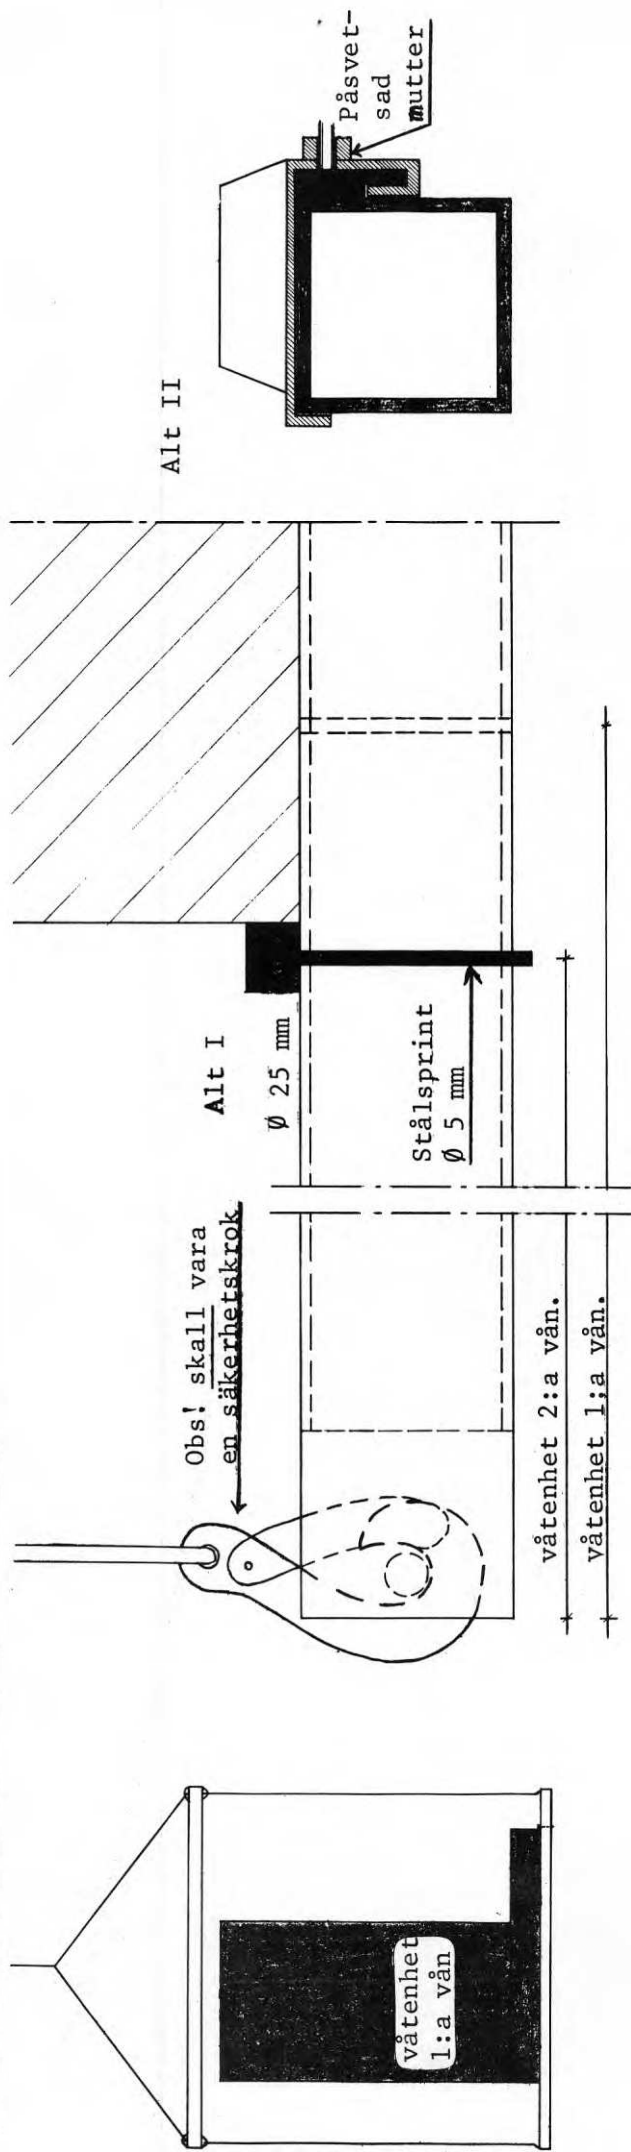 våtenhet
1:a vån
Obs! skall vara
en säkerhetskrok
Alt I
Ø 25 mm
Stålsprint
Ø 5 mm
våtenhet 2:a vån.
våtenhet 1;a vån.
Alt II
Påsvet-
sad
mutter